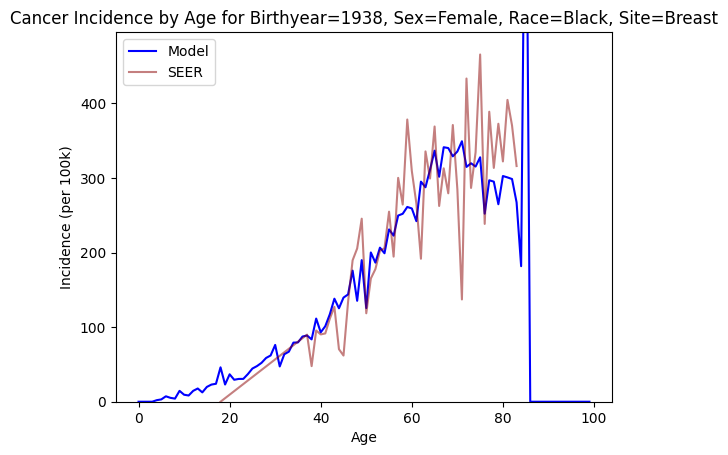 Cancer Incidence by Age for Birthyear=1938, Sex=Female, Race=Black, Site=Breast
Model
SEER
Incidence (per 100k)
400
300
200
100
0
0 20 40 60 80 100
Age